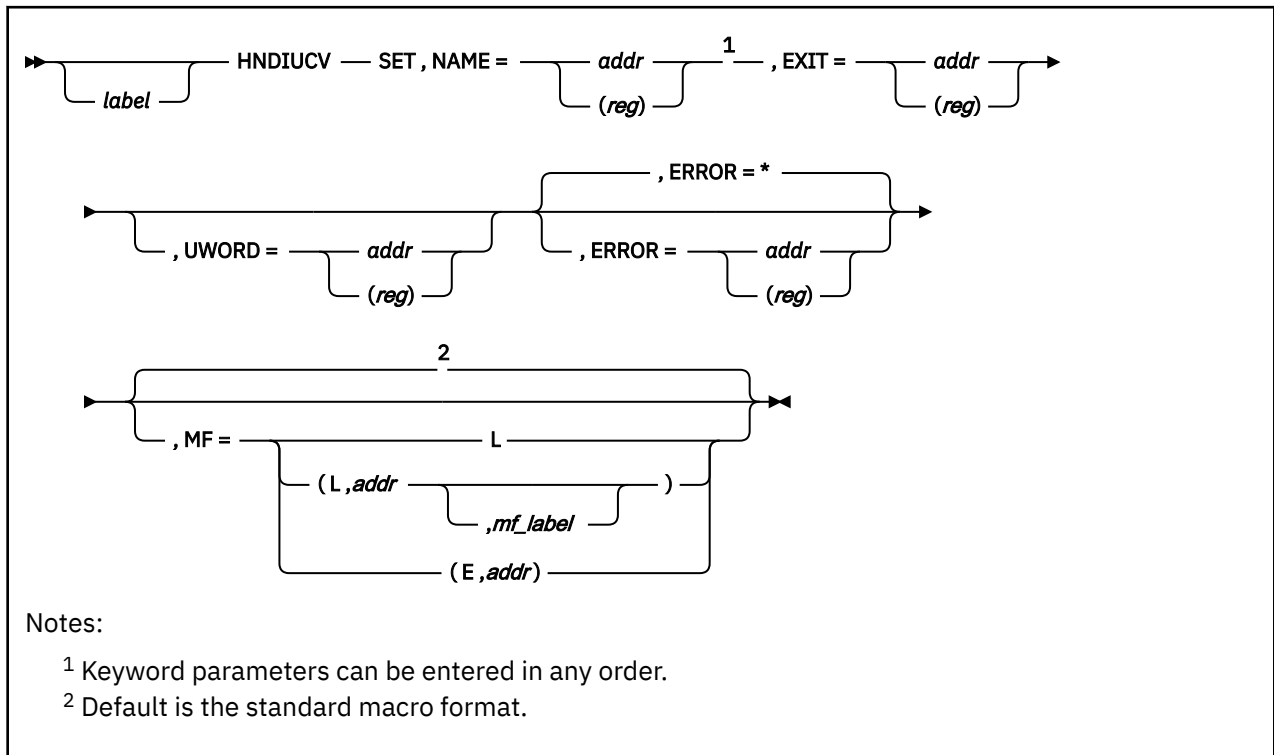 HNDIUCV SET , NAME = addr 1 , EXIT = addr
label (reg) (reg)
, ERROR = *
, UWORD = addr , ERROR = addr
(reg) (reg)
2
, MF = L
( L ,addr )
,mf_label
( E ,addr)
Notes:
1 Keyword parameters can be entered in any order.
2 Default is the standard macro format.